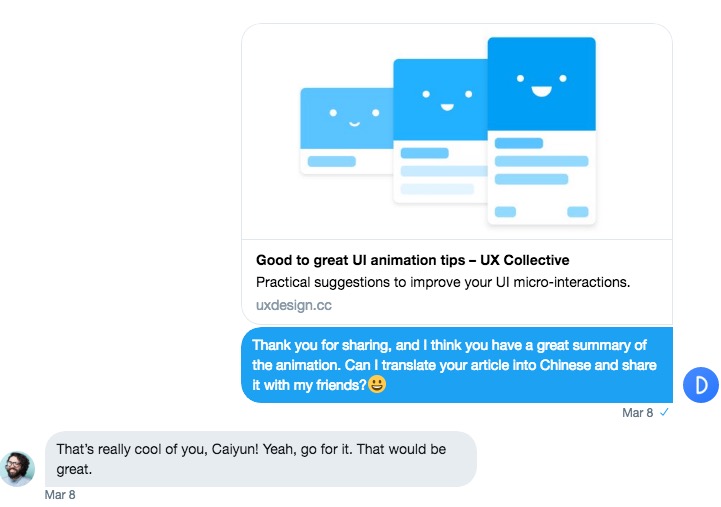 Good to great UI animation tips – UX Collective
Practical suggestions to improve your UI micro-interactions.
uxdesign.cc
Thank you for sharing, and I think you have a great summary of
the animation. Can I translate your article into Chinese and share
it with my friends?😃
D
Mar 8 ✓
That's really cool of you, Caiyun! Yeah, go for it. That would be
great.
Mar 8